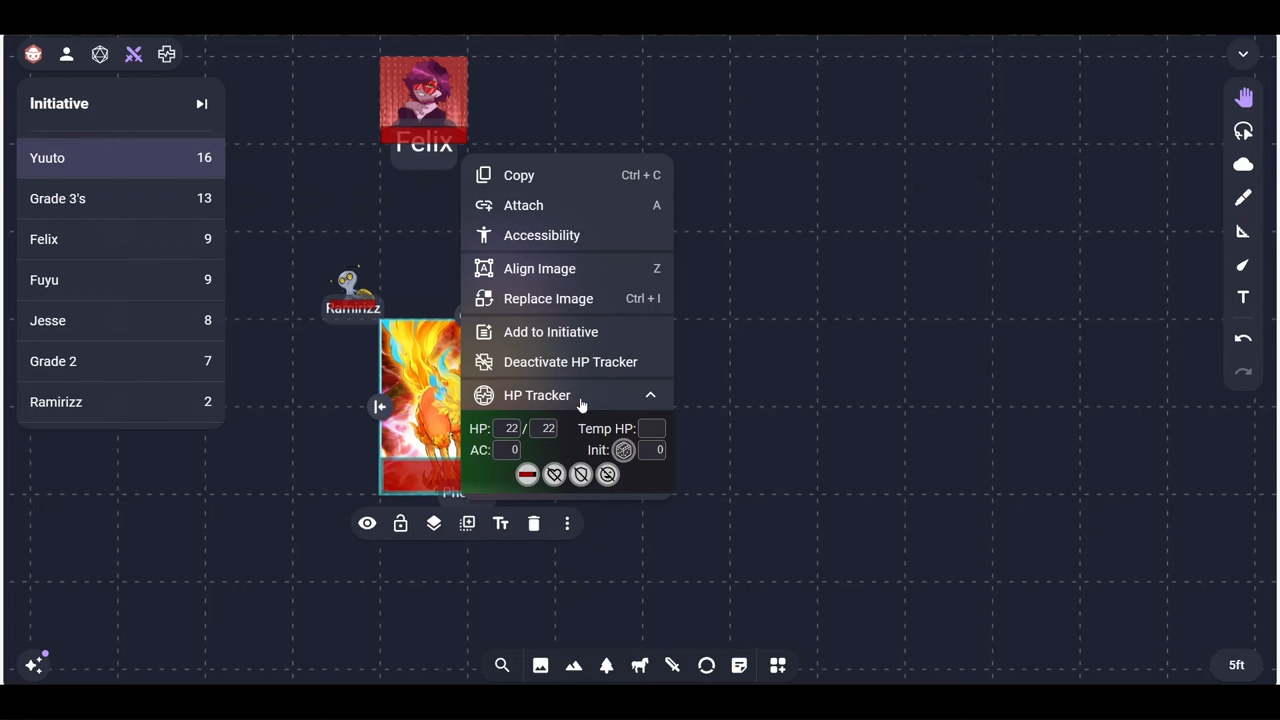 Initiative
Yuuto 16
Grade 3's 13
Felix 9
Fuyu 9
Jesse 8
Grade 2 7
Ramirizz 2
Felix
Ramirizz
Copy Ctrl + C
Attach A
Accessibility
Align Image Z
Replace Image Ctrl + I
Add to Initiative
Deactivate HP Tracker
HP Tracker
HP: 22 / 22 Temp HP:
AC: 0 Init: 0
5ft